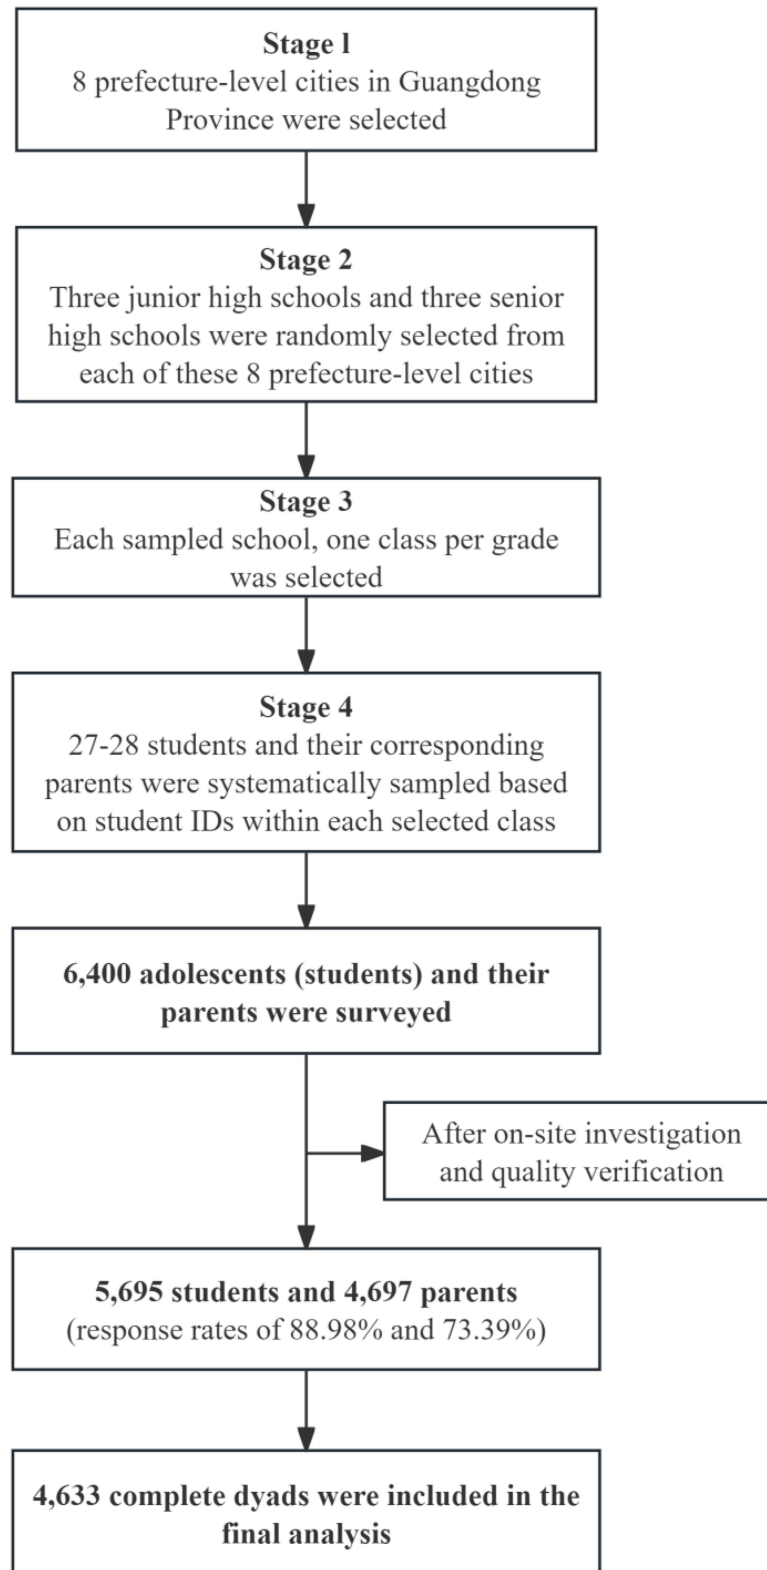 Stage l
8 prefecture-level cities in Guangdong
Province were selected
Stage 2
Three junior high schools and three senior
high schools were randomly selected from
each of these 8 prefecture-level cities
Stage 3
Each sampled school, one class per grade
was selected
Stage 4
27-28 students and their corresponding
parents were systematically sampled based
on student IDs within each selected class
6,400 adolescents (students) and their
parents were surveyed
After on-site investigation
and quality verification
5,695 students and 4,697 parents
(response rates of 88.98% and 73.39%)
4,633 complete dyads were included in the
final analysis